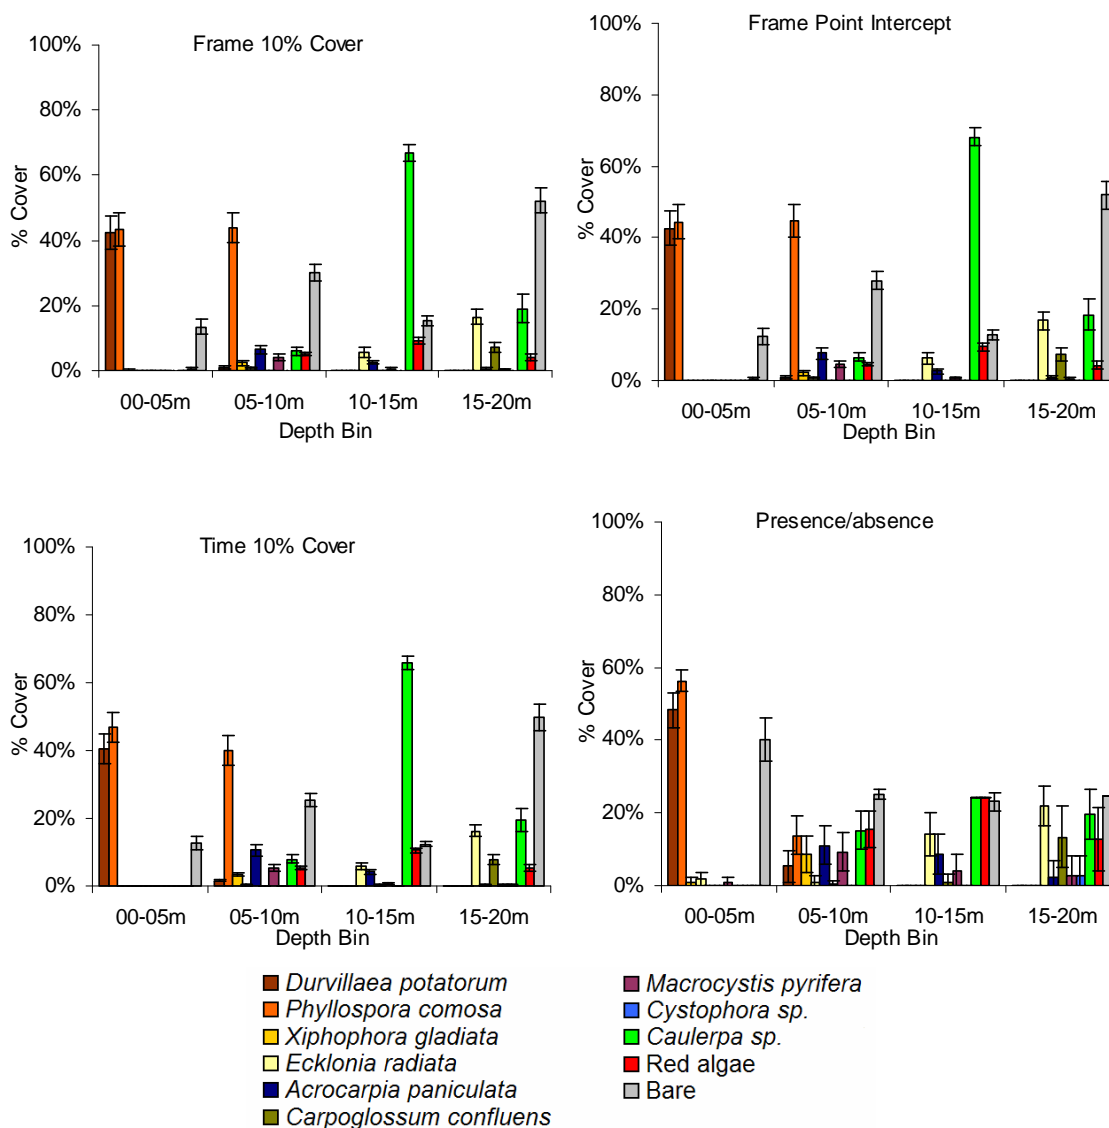 Frame 10% Cover
100%
80%
60%
40%
20%
0%
% Cover
00-05m 05-10m 10-15m 15-20m
Depth Bin
Frame Point Intercept
100%
80%
60%
40%
20%
0%
% Cover
00-05m 05-10m 10-15m 15-20m
Depth Bin
Time 10% Cover
100%
80%
60%
40%
20%
0%
% Cover
00-05m 05-10m 10-15m 15-20m
Depth Bin
Presence/absence
100%
80%
60%
40%
20%
0%
% Cover
00-05m 05-10m 10-15m 15-20m
Depth Bin
Durvillaea potatorum
Phyllospora comosa
Xiphophora gladiata
Ecklonia radiata
Acrocarpia paniculata
Carpoglossum confluens
Macrocystis pyrifera
Cystophora sp.
Caulerpa sp.
Red algae
Bare